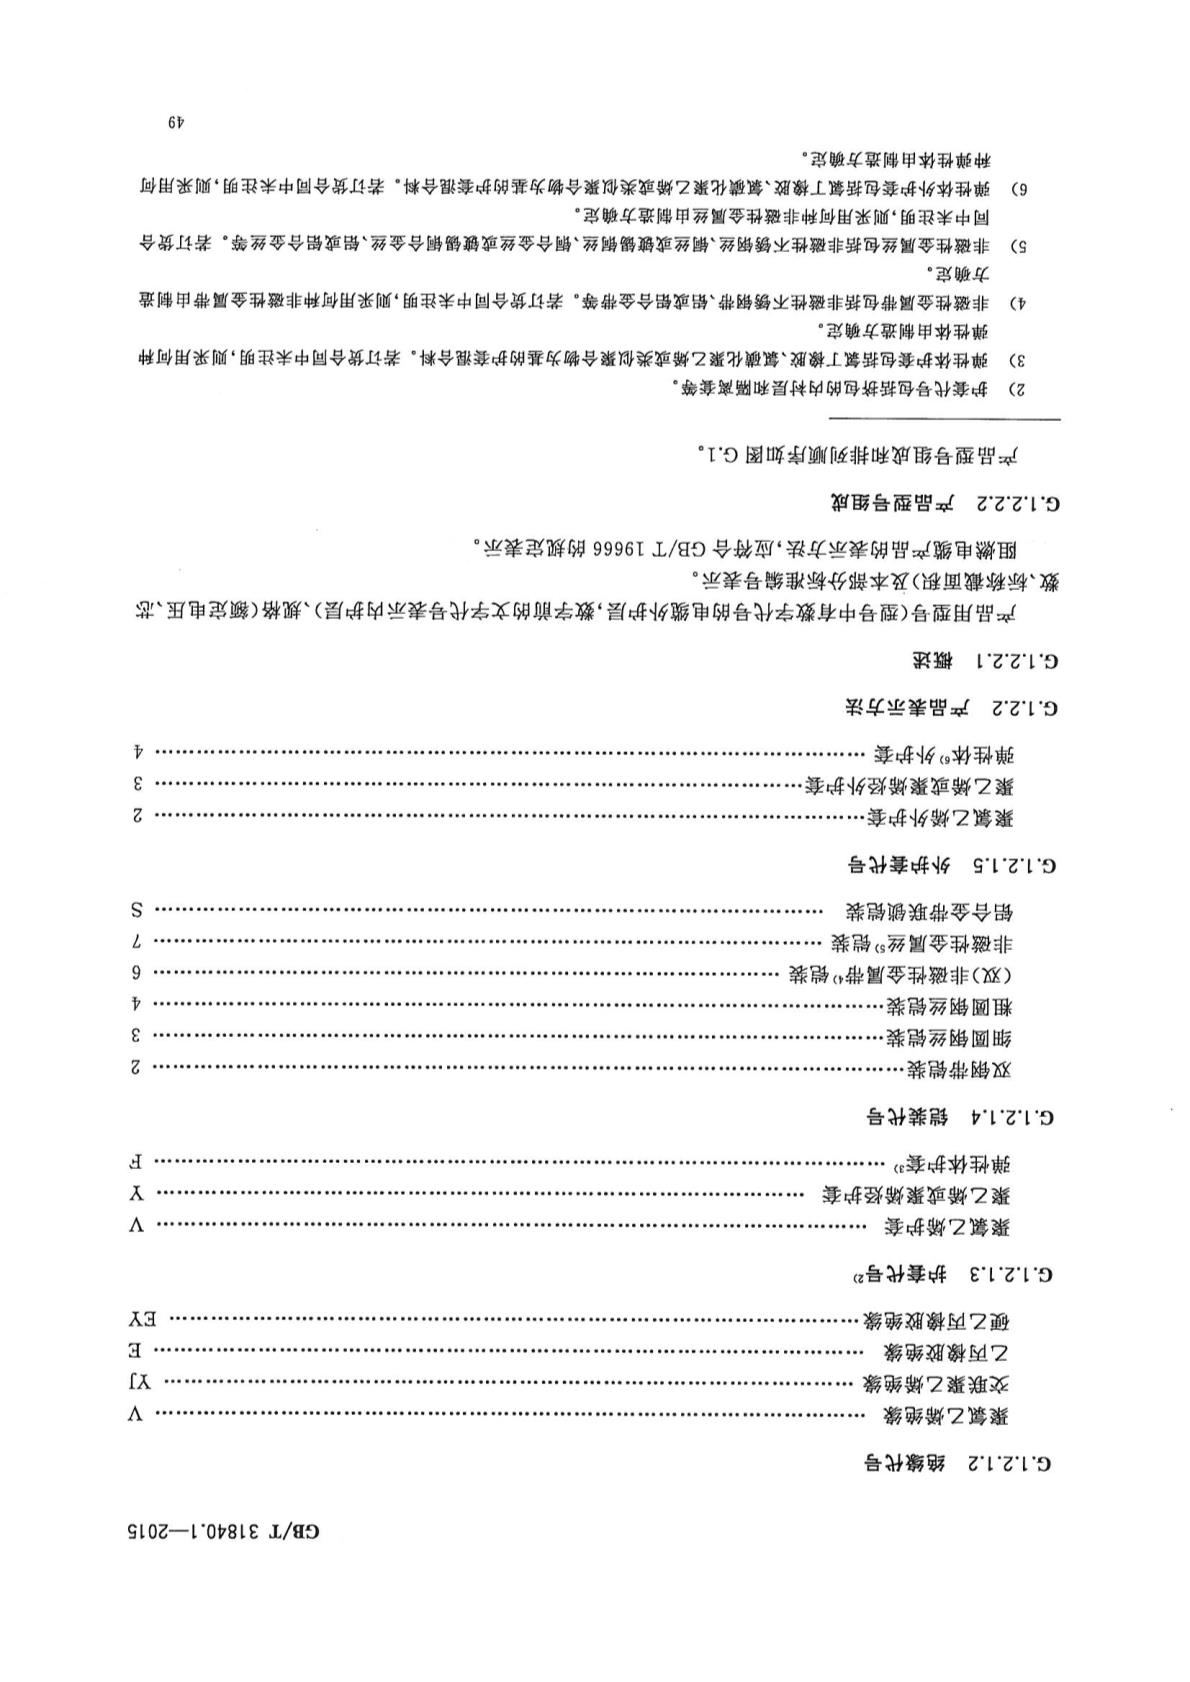 GB/T 31840.1—2015
G.1.2.1.2 绝缘代号
聚氯乙烯绝缘 …………………………………………………………………… V
交联聚乙烯绝缘 …………………………………………………………………… YJ
乙丙橡胶绝缘 …………………………………………………………………… E
硬乙丙橡胶绝缘 …………………………………………………………………… EY
G.1.2.1.3 护套代号2)
聚氯乙烯护套 …………………………………………………………………… V
聚乙烯或聚烯烃护套 …………………………………………………………………… Y
弹性体护套3) …………………………………………………………………… F
G.1.2.1.4 铠装代号
双钢带铠装 …………………………………………………………………… 2
细圆钢丝铠装 …………………………………………………………………… 3
粗圆钢丝铠装 …………………………………………………………………… 4
(双)非磁性金属带4)铠装 …………………………………………………………………… 6
非磁性金属丝5)铠装 …………………………………………………………………… 7
铝合金带联锁铠装 …………………………………………………………………… S
G.1.2.1.5 外护套代号
聚氯乙烯外护套 …………………………………………………………………… 2
聚乙烯或聚烯烃外护套 …………………………………………………………………… 3
弹性体6)外护套 …………………………………………………………………… 4
G.1.2.2 产品表示方法
G.1.2.2.1 概述
产品用型号(型号中有数字代号的电缆外护层,数字前的文字代号表示内护层)、规格(额定电压、芯
数、标称截面积)及本部分标准编号表示。
阻燃电缆产品的表示方法,应符合 GB/T 19666 的规定表示。
G.1.2.2.2 产品型号组成
产品型号组成和排列顺序如图 G.1。
2) 护套代号包括挤包的内衬层和隔离套等。
3) 弹性体护套包括氯丁橡胶、氯磺化聚乙烯或类似聚合物为基的护套混合料。若订货合同中未注明,则采用何种
弹性体由制造方确定。
4) 非磁性金属带包括非磁性不锈钢带、铝或铝合金带等。若订货合同中未注明,则采用何种非磁性金属带由制造
方确定。
5) 非磁性金属丝包括非磁性不锈钢丝、铜丝或镀锡铜丝、铜合金丝或镀锡铜合金丝、铝或铝合金丝等。若订货合
同中未注明,则采用何种非磁性金属丝由制造方确定。
6) 弹性体外护套包括氯丁橡胶、氯磺化聚乙烯或类似聚合物为基的护套混合料。若订货合同中未注明,则采用何
种弹性体由制造方确定。
49